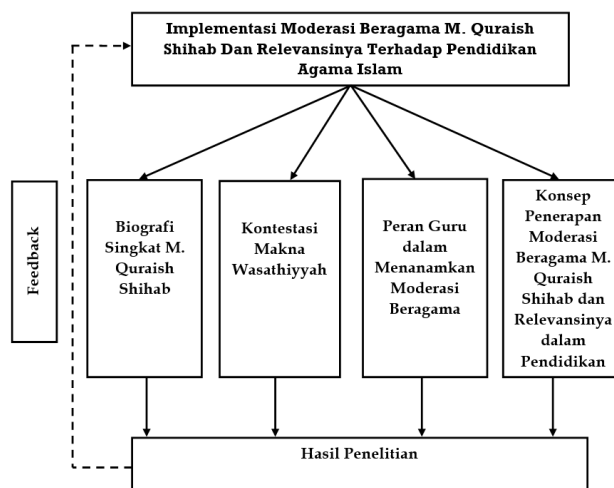 Implementasi Moderasi Beragama M. Quraish
Shihab Dan Relevansinya Terhadap Pendidikan
Agama Islam
Feedback
Biografi
Singkat M.
Quraish
Shihab
Kontestasi
Makna
Wasathiyyah
Peran Guru
dalam
Menanamkan
Moderasi
Beragama
Konsep
Penerapan
Moderasi
Beragama M.
Quraish
Shihab dan
Relevansinya
dalam
Pendidikan
Hasil Penelitian